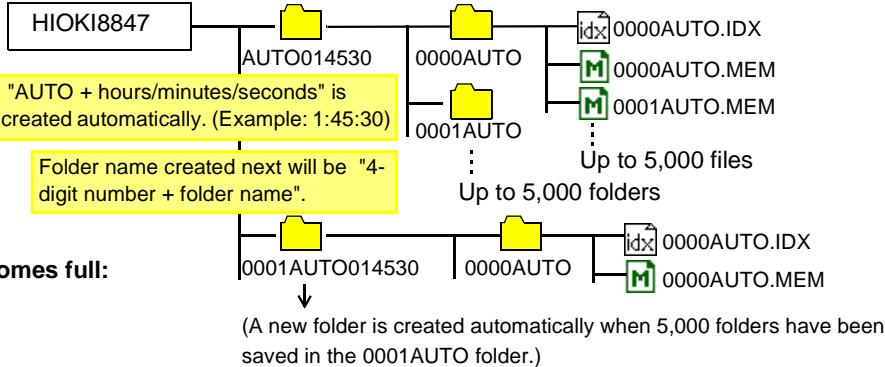 HIOKI8847
AUTO014530
0000AUTO
idx 0000AUTO.IDX
M 0000AUTO.MEM
M 0001AUTO.MEM
"AUTO + hours/minutes/seconds" is
created automatically. (Example: 1:45:30)
0001AUTO
Up to 5,000 files
Folder name created next will be "4-
digit number + folder name".
Up to 5,000 folders
idx 0000AUTO.IDX
omes full:
0001AUTO014530
0000AUTO
M 0000AUTO.MEM
(A new folder is created automatically when 5,000 folders have been
saved in the 0001AUTO folder.)